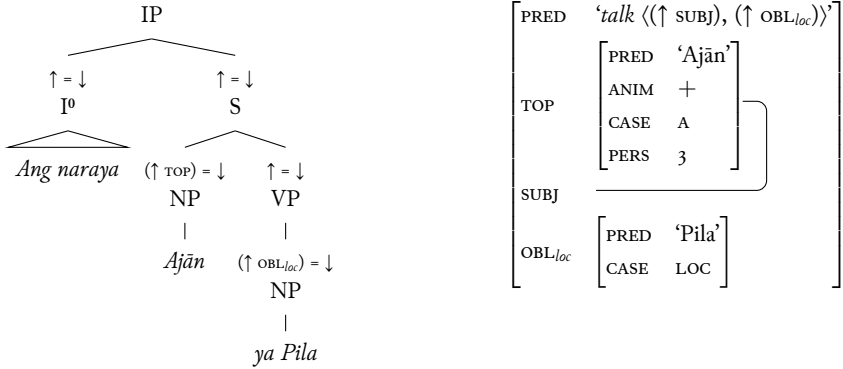 IP
↑ = ↓ ↑ = ↓
I⁰ S
Ang naraya (↑ TOP) = ↓ ↑ = ↓
NP VP
Ajān (↑ OBL_loc) = ↓
NP
ya Pila
PRED ‘talk ⟨(↑ SUBJ), (↑ OBL_loc)⟩’
TOP
PRED ‘Ajān’
ANIM +
CASE A
PERS 3
SUBJ
OBL_loc
PRED ‘Pila’
CASE LOC